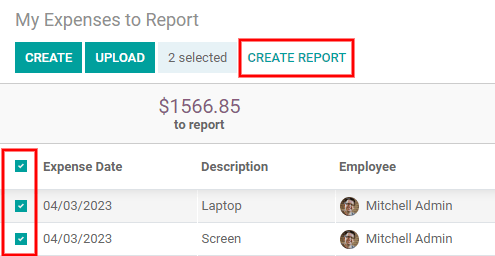 My Expenses to Report
CREATE UPLOAD 2 selected CREATE REPORT
$1566.85
to report
Expense Date Description Employee
04/03/2023 Laptop Mitchell Admin
04/03/2023 Screen Mitchell Admin